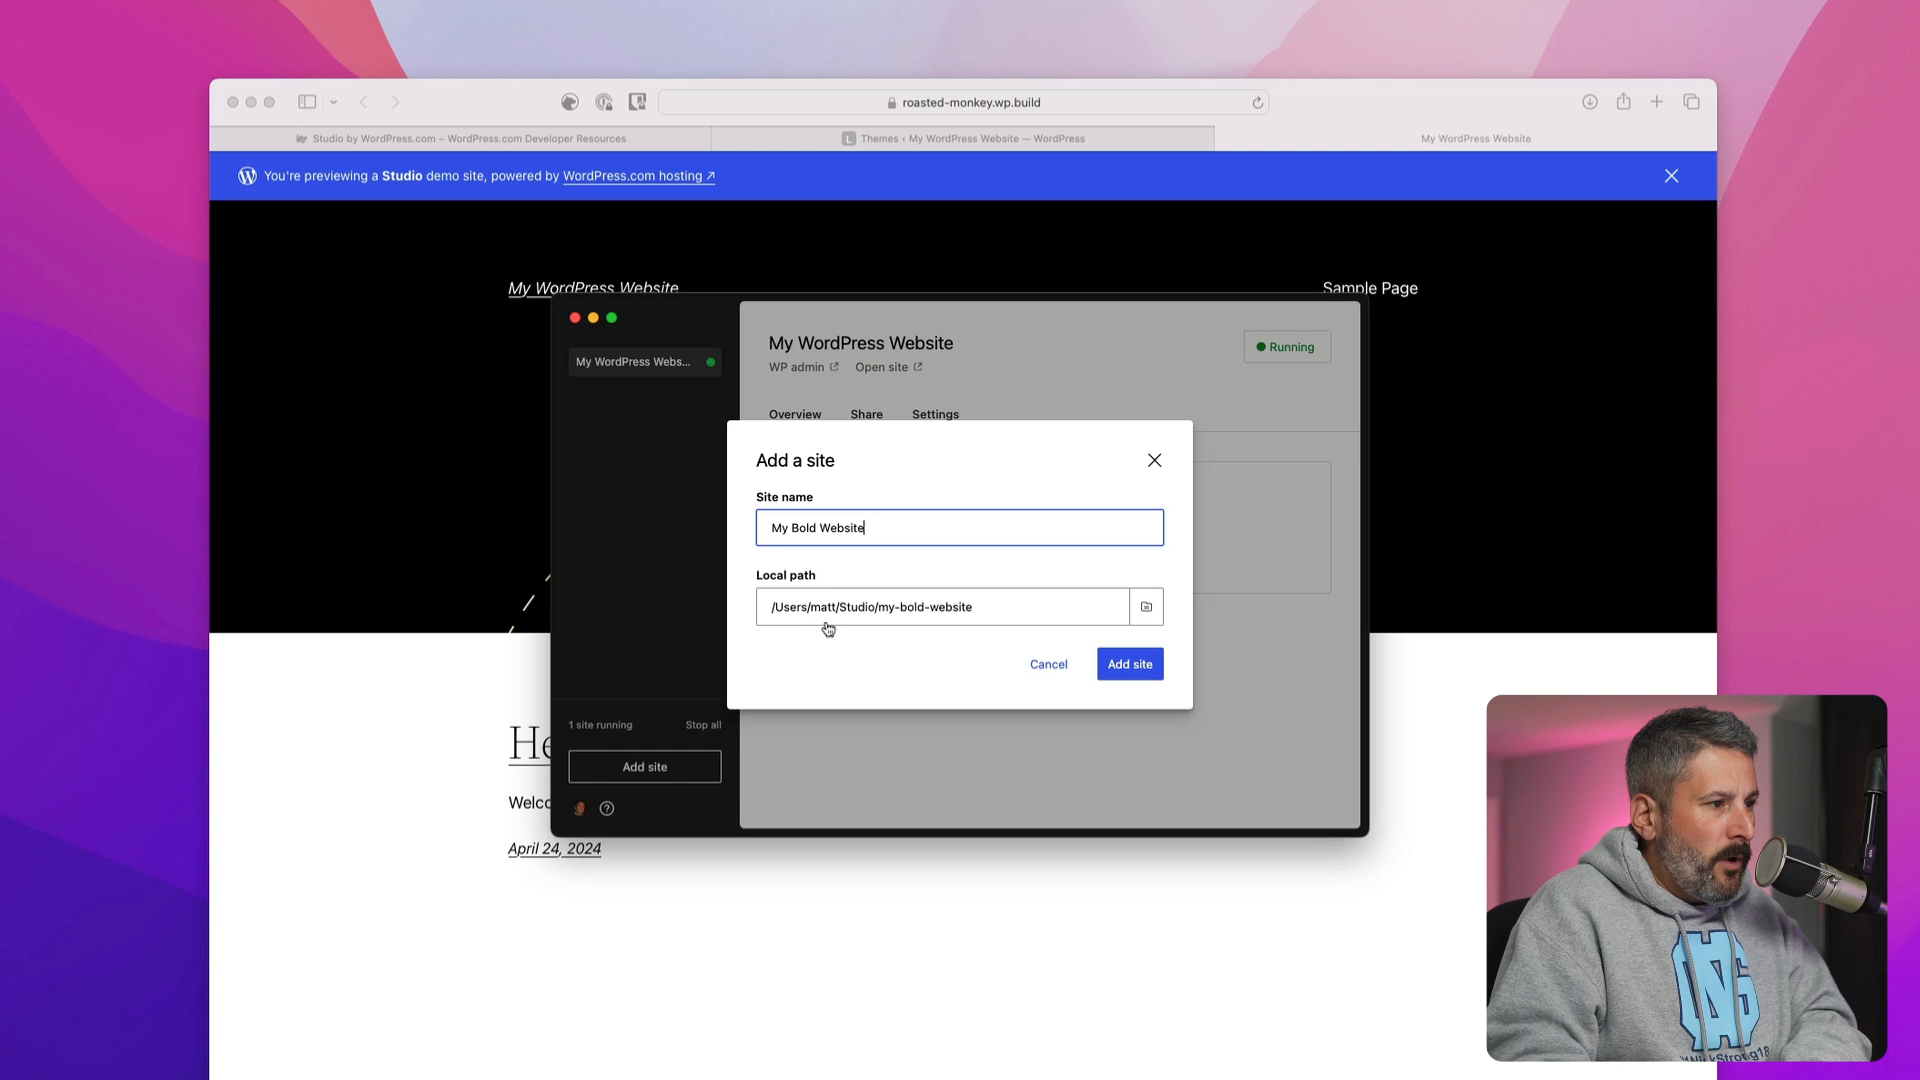 roasted-monkey.wp.build
Studio by WordPress.com – WordPress.com Developer Resources
Themes ‹ My WordPress Website — WordPress
My WordPress Website
You're previewing a Studio demo site, powered by WordPress.com hosting ↗
My WordPress Website
Sample Page
My WordPress Webs...
My WordPress Website
WP admin
Open site
Running
Overview
Share
Settings
Add a site
Site name
My Bold Website
Local path
/Users/matt/Studio/my-bold-website
Cancel
Add site
1 site running
Stop all
Add site
He
Welco
April 24, 2024